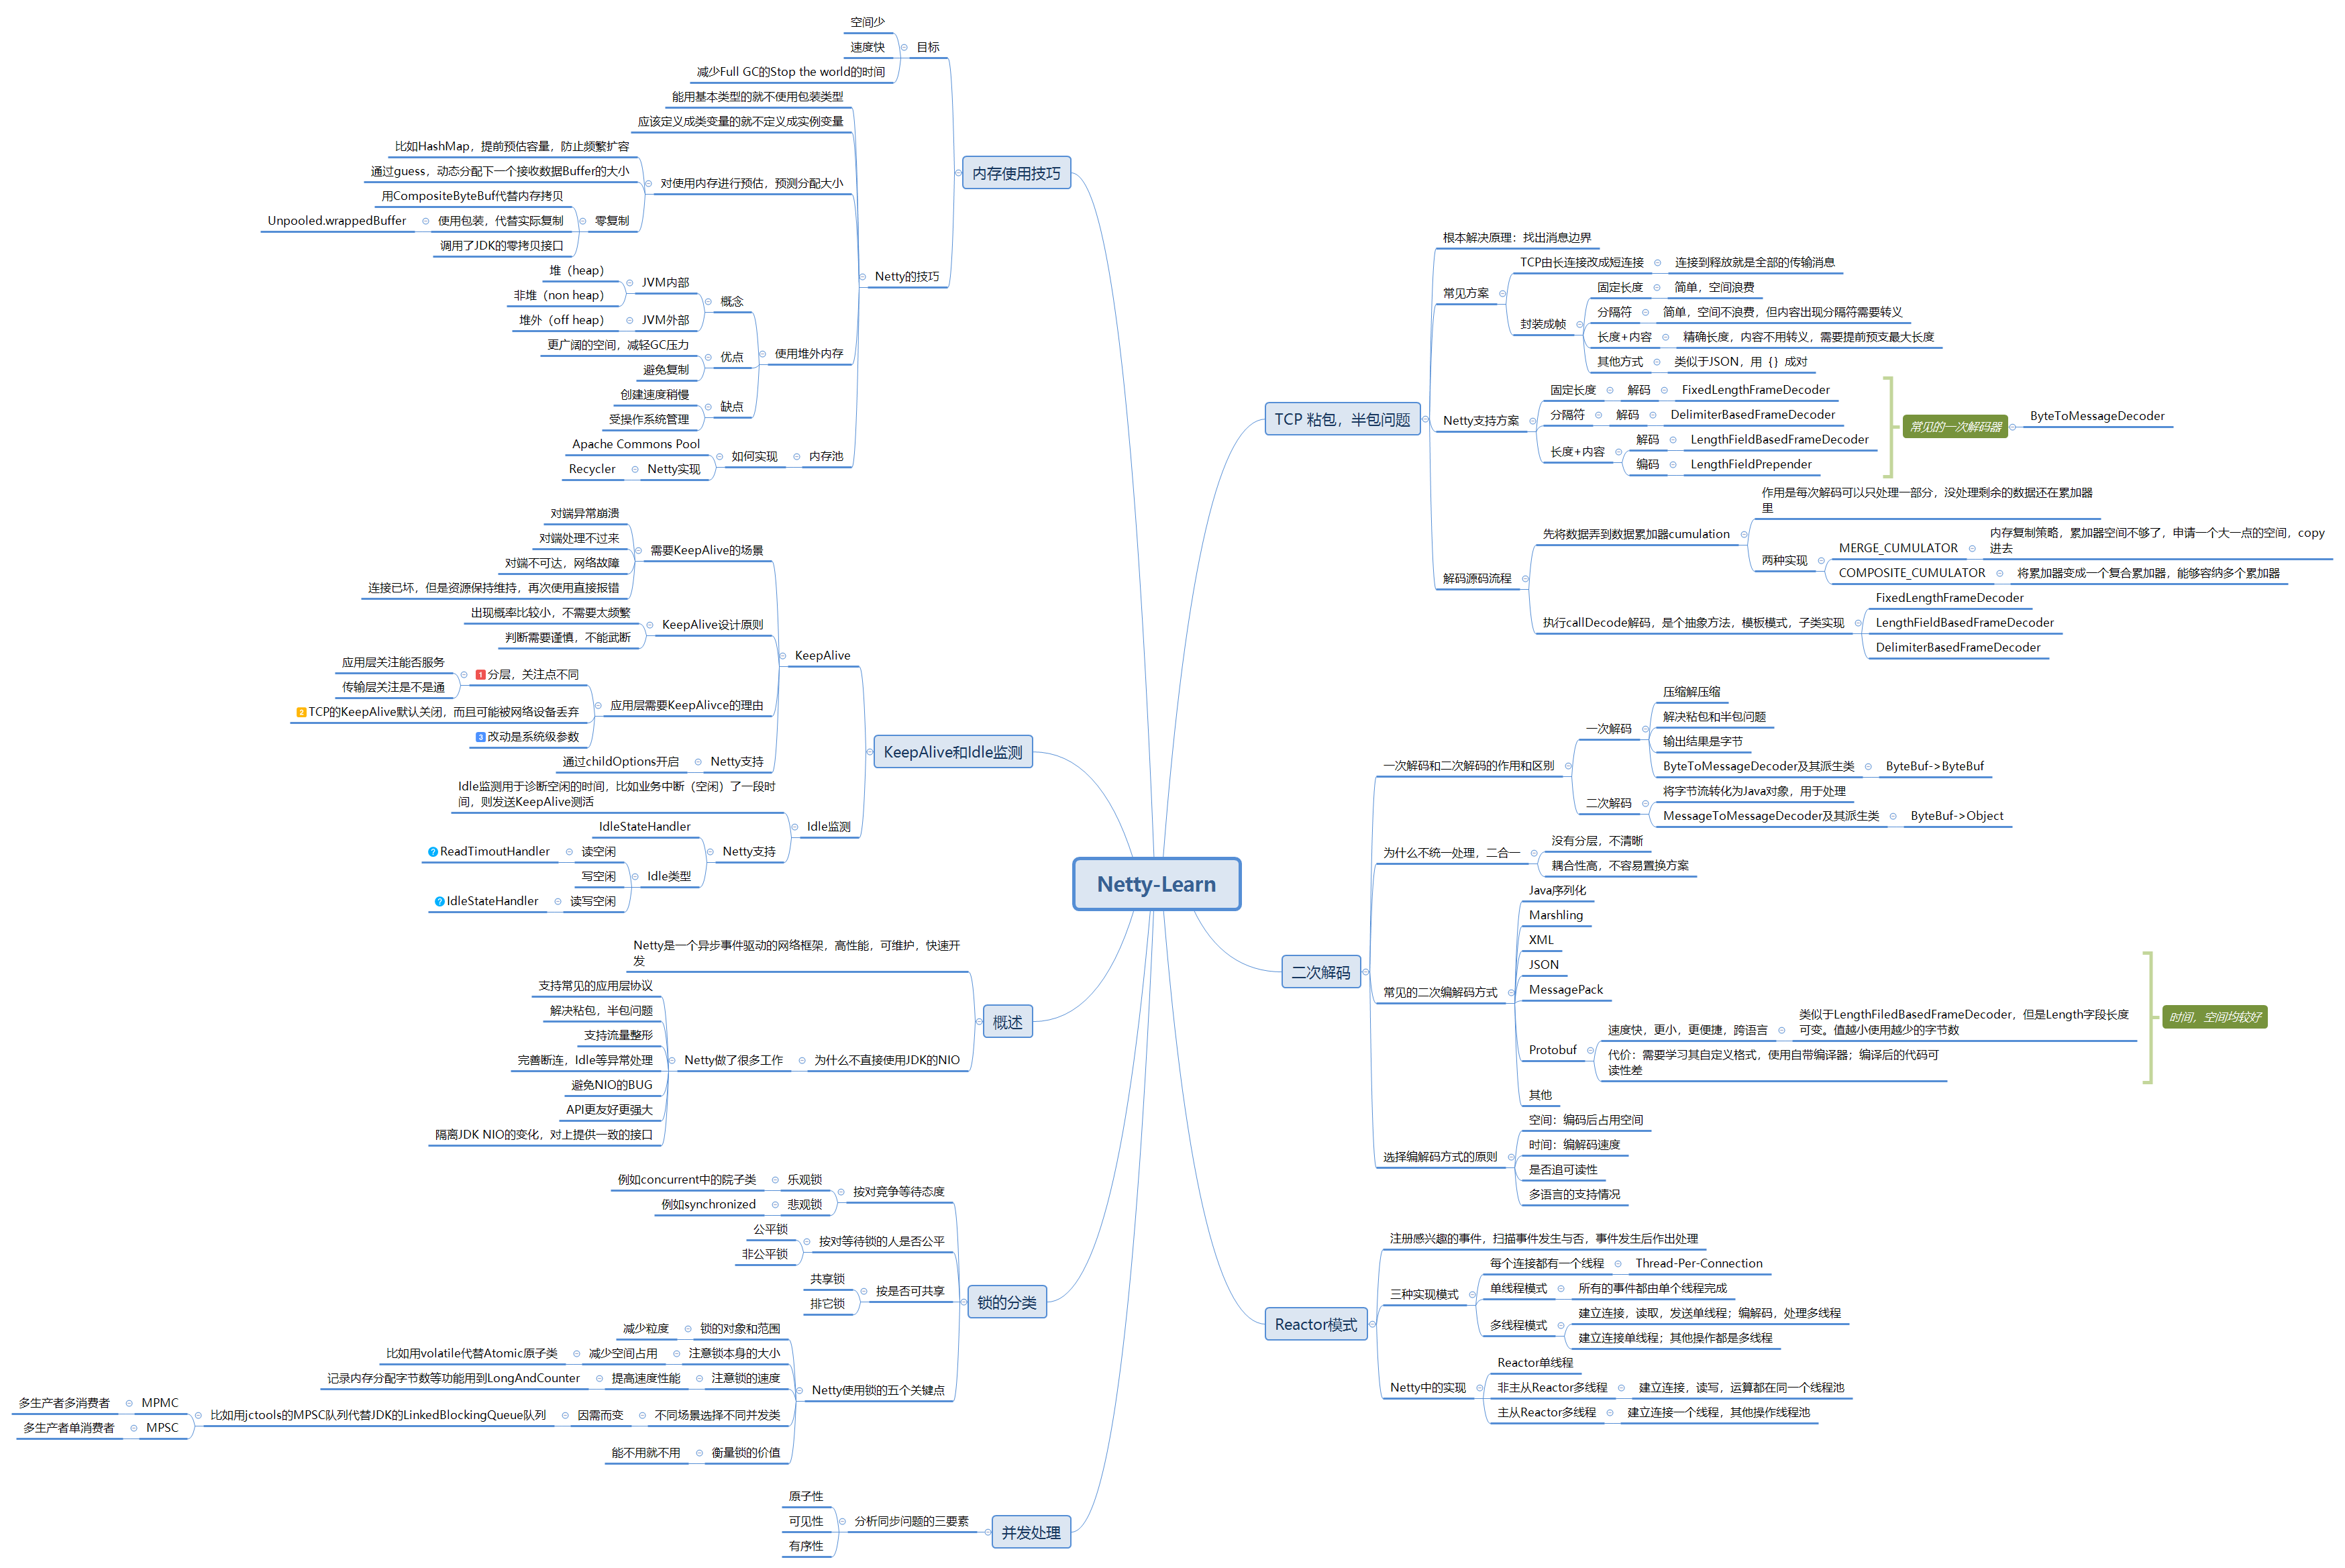 Netty-Learn
TCP 粘包，半包问题
根本解决原理：找出消息边界
常见方案
TCP由长连接改成短连接
连接到释放就是全部的传输消息
封装成帧
固定长度
简单，空间浪费
分隔符
简单，空间不浪费，但内容出现分隔符需要转义
长度+内容
精确长度，内容不用转义，需要提前预支最大长度
其他方式
类似于JSON，用｛｝成对
Netty支持方案
固定长度
解码
FixedLengthFrameDecoder
分隔符
解码
DelimiterBasedFrameDecoder
长度+内容
解码
LengthFieldBasedFrameDecoder
编码
LengthFieldPrepender
常见的一次解码器
ByteToMessageDecoder
解码源码流程
先将数据弄到数据累加器cumulation
作用是每次解码可以只处理一部分，没处理剩余的数据还在累加器
里
两种实现
MERGE_CUMULATOR
内存复制策略，累加器空间不够了，申请一个大一点的空间，copy
进去
COMPOSITE_CUMULATOR
将累加器变成一个复合累加器，能够容纳多个累加器
执行callDecode解码，是个抽象方法，模板模式，子类实现
FixedLengthFrameDecoder
LengthFieldBasedFrameDecoder
DelimiterBasedFrameDecoder
二次解码
一次解码和二次解码的作用和区别
一次解码
压缩解压缩
解决粘包和半包问题
输出结果是字节
ByteToMessageDecoder及其派生类
ByteBuf->ByteBuf
二次解码
将字节流转化为Java对象，用于处理
MessageToMessageDecoder及其派生类
ByteBuf->Object
为什么不统一处理，二合一
没有分层，不清晰
耦合性高，不容易置换方案
常见的二次编解码方式
Java序列化
Marshling
XML
JSON
MessagePack
Protobuf
速度快，更小，更便捷，跨语言
类似于LengthFiledBasedFrameDecoder，但是Length字段长度
可变。值越小使用越少的字节数
代价：需要学习其自定义格式，使用自带编译器；编译后的代码可
读性差
其他
时间，空间均较好
选择编解码方式的原则
空间：编码后占用空间
时间：编解码速度
是否追可读性
多语言的支持情况
Reactor模式
注册感兴趣的事件，扫描事件发生与否，事件发生后作出处理
三种实现模式
每个连接都有一个线程
Thread-Per-Connection
单线程模式
所有的事件都由单个线程完成
多线程模式
建立连接，读取，发送单线程；编解码，处理多线程
建立连接单线程；其他操作都是多线程
Netty中的实现
Reactor单线程
非主从Reactor多线程
建立连接，读写，运算都在同一个线程池
主从Reactor多线程
建立连接一个线程，其他操作线程池
内存使用技巧
目标
空间少
速度快
减少Full GC的Stop the world的时间
Netty的技巧
能用基本类型的就不使用包装类型
应该定义成类变量的就不定义成实例变量
对使用内存进行预估，预测分配大小
比如HashMap，提前预估容量，防止频繁扩容
通过guess，动态分配下一个接收数据Buffer的大小
零复制
用CompositeByteBuf代替内存拷贝
使用包装，代替实际复制
Unpooled.wrappedBuffer
调用了JDK的零拷贝接口
使用堆外内存
概念
JVM内部
堆（heap）
非堆（non heap）
JVM外部
堆外（off heap）
优点
更广阔的空间，减轻GC压力
避免复制
缺点
创建速度稍慢
受操作系统管理
内存池
如何实现
Apache Commons Pool
Netty实现
Recycler
KeepAlive和Idle监测
KeepAlive
需要KeepAlive的场景
对端异常崩溃
对端处理不过来
对端不可达，网络故障
连接已坏，但是资源保持维持，再次使用直接报错
KeepAlive设计原则
出现概率比较小，不需要太频繁
判断需要谨慎，不能武断
应用层需要KeepAlivce的理由
1 分层，关注点不同
应用层关注能否服务
传输层关注是不是通
2 TCP的KeepAlive默认关闭，而且可能被网络设备丢弃
3 改动是系统级参数
Netty支持
通过childOptions开启
Idle监测
Idle监测用于诊断空闲的时间，比如业务中断（空闲）了一段时
间，则发送KeepAlive测活
Netty支持
IdleStateHandler
Idle类型
读空闲
? ReadTimoutHandler
写空闲
读写空闲
? IdleStateHandler
概述
Netty是一个异步事件驱动的网络框架，高性能，可维护，快速开
发
为什么不直接使用JDK的NIO
Netty做了很多工作
支持常见的应用层协议
解决粘包，半包问题
支持流量整形
完善断连，Idle等异常处理
避免NIO的BUG
API更友好更强大
隔离JDK NIO的变化，对上提供一致的接口
锁的分类
按对竞争等待态度
乐观锁
例如concurrent中的院子类
悲观锁
例如synchronized
按对等待锁的人是否公平
公平锁
非公平锁
按是否可共享
共享锁
排它锁
Netty使用锁的五个关键点
锁的对象和范围
减少粒度
注意锁本身的大小
减少空间占用
比如用volatile代替Atomic原子类
注意锁的速度
提高速度性能
记录内存分配字节数等功能用到LongAndCounter
不同场景选择不同并发类
因需而变
比如用jctools的MPSC队列代替JDK的LinkedBlockingQueue队列
MPMC
多生产者多消费者
MPSC
多生产者单消费者
衡量锁的价值
能不用就不用
并发处理
分析同步问题的三要素
原子性
可见性
有序性